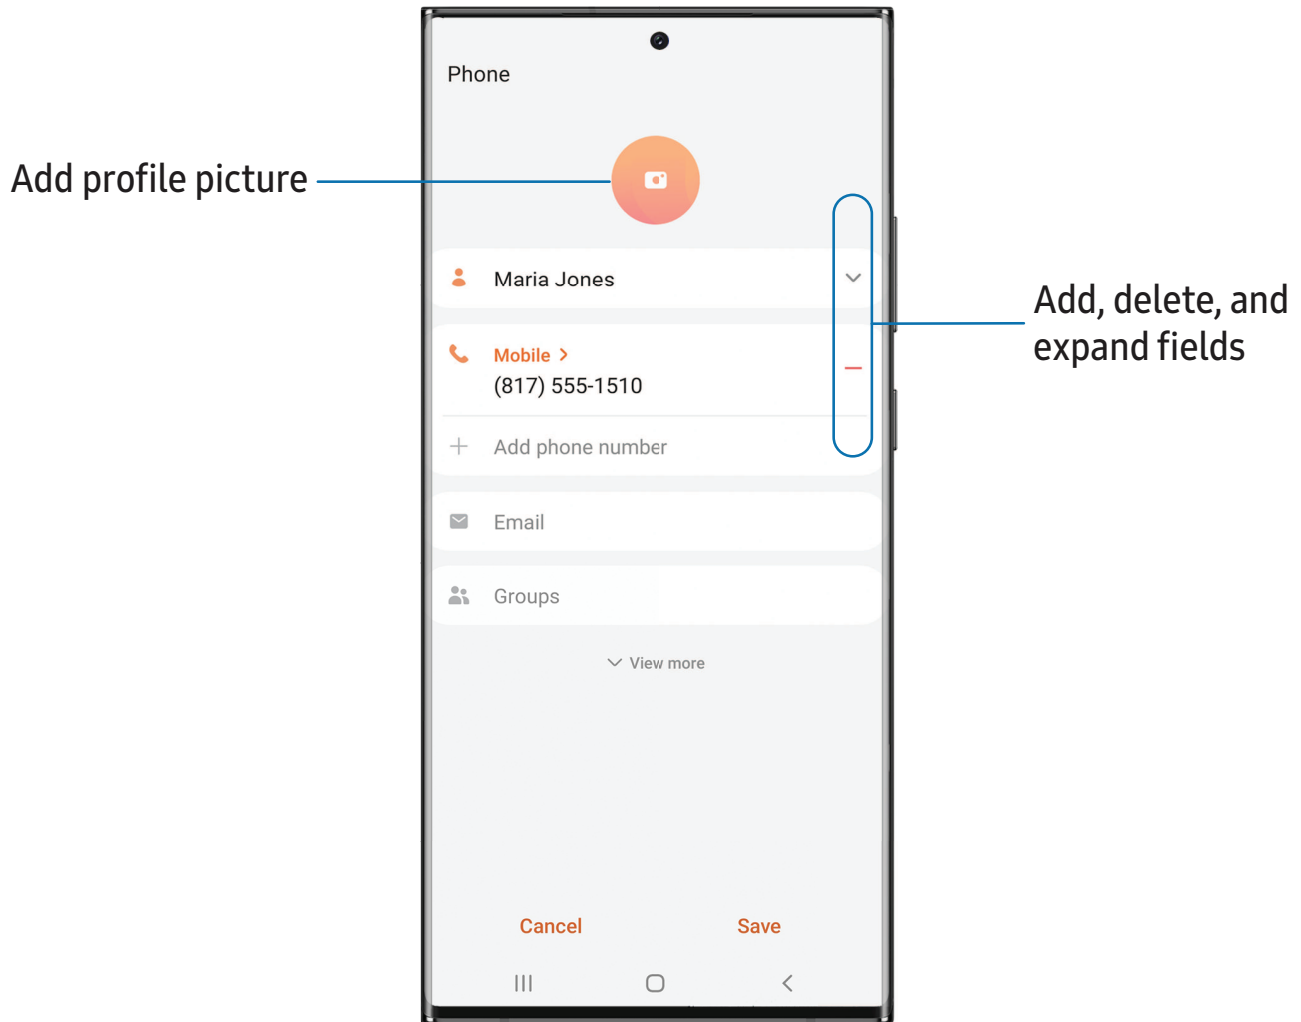 Phone
Add profile picture
Maria Jones
Add, delete, and
expand fields
Mobile >
(817) 555-1510
Add phone number
Email
Groups
View more
Cancel
Save